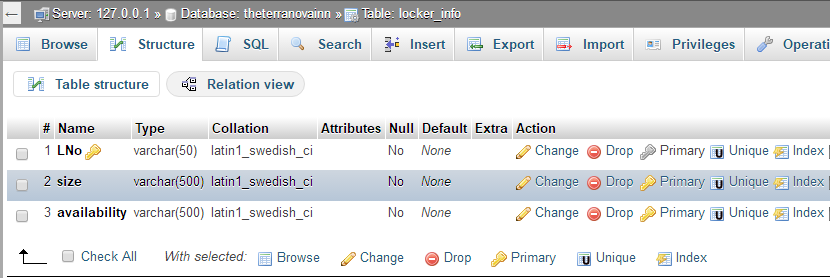 ← Server: 127.0.0.1 » Database: theterranovainn » Table: locker_info
Browse Structure SQL Search Insert Export Import Privileges Operati
Table structure Relation view
# Name Type Collation Attributes Null Default Extra Action
1 LNo varchar(50) latin1_swedish_ci No None Change Drop Primary Unique Index
2 size varchar(500) latin1_swedish_ci No None Change Drop Primary Unique Index
3 availability varchar(500) latin1_swedish_ci No None Change Drop Primary Unique Index
Check All With selected: Browse Change Drop Primary Unique Index